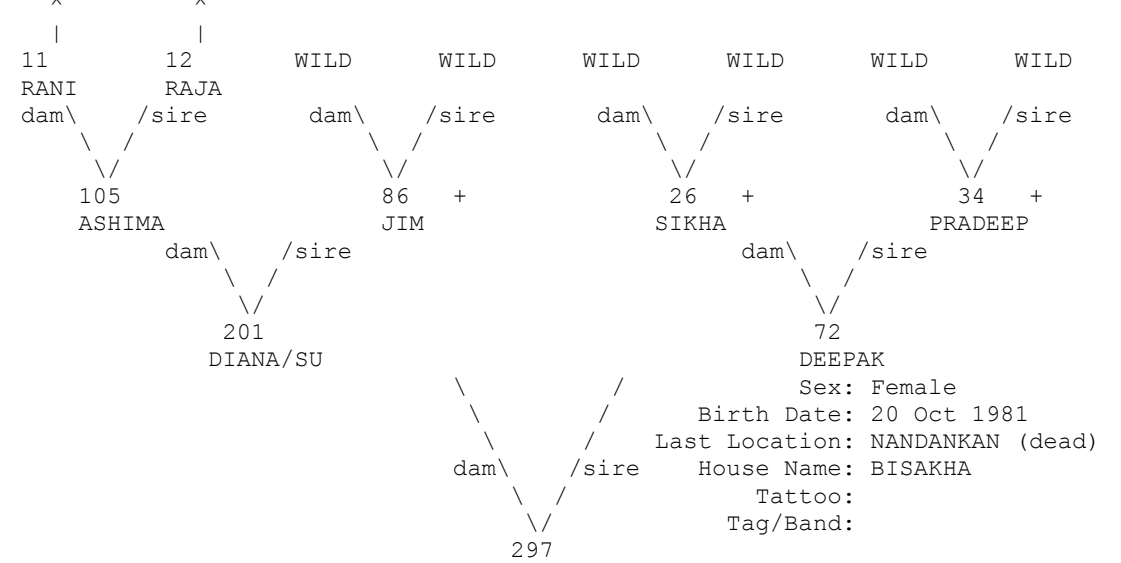 ^         ^
|         |
11        12       WILD      WILD      WILD      WILD      WILD      WILD
RANI      RAJA
dam\    /sire       dam\    /sire       dam\    /sire       dam\    /sire
\  /                \  /                \  /                \  /
\/                  \/                  \/                  \/
105                  86   +              26   +              34   +
ASHIMA               JIM                SIKHA              PRADEEP
dam\    /sire                           dam\    /sire
\  /                                    \  /
\/                                      \/
201                                      72
DIANA/SU                                 DEEPAK
\          /            Sex: Female
\        /      Birth Date: 20 Oct 1981
\      /    Last Location: NANDANKAN (dead)
dam\    /sire    House Name: BISAKHA
\  /             Tattoo:
\/            Tag/Band:
297